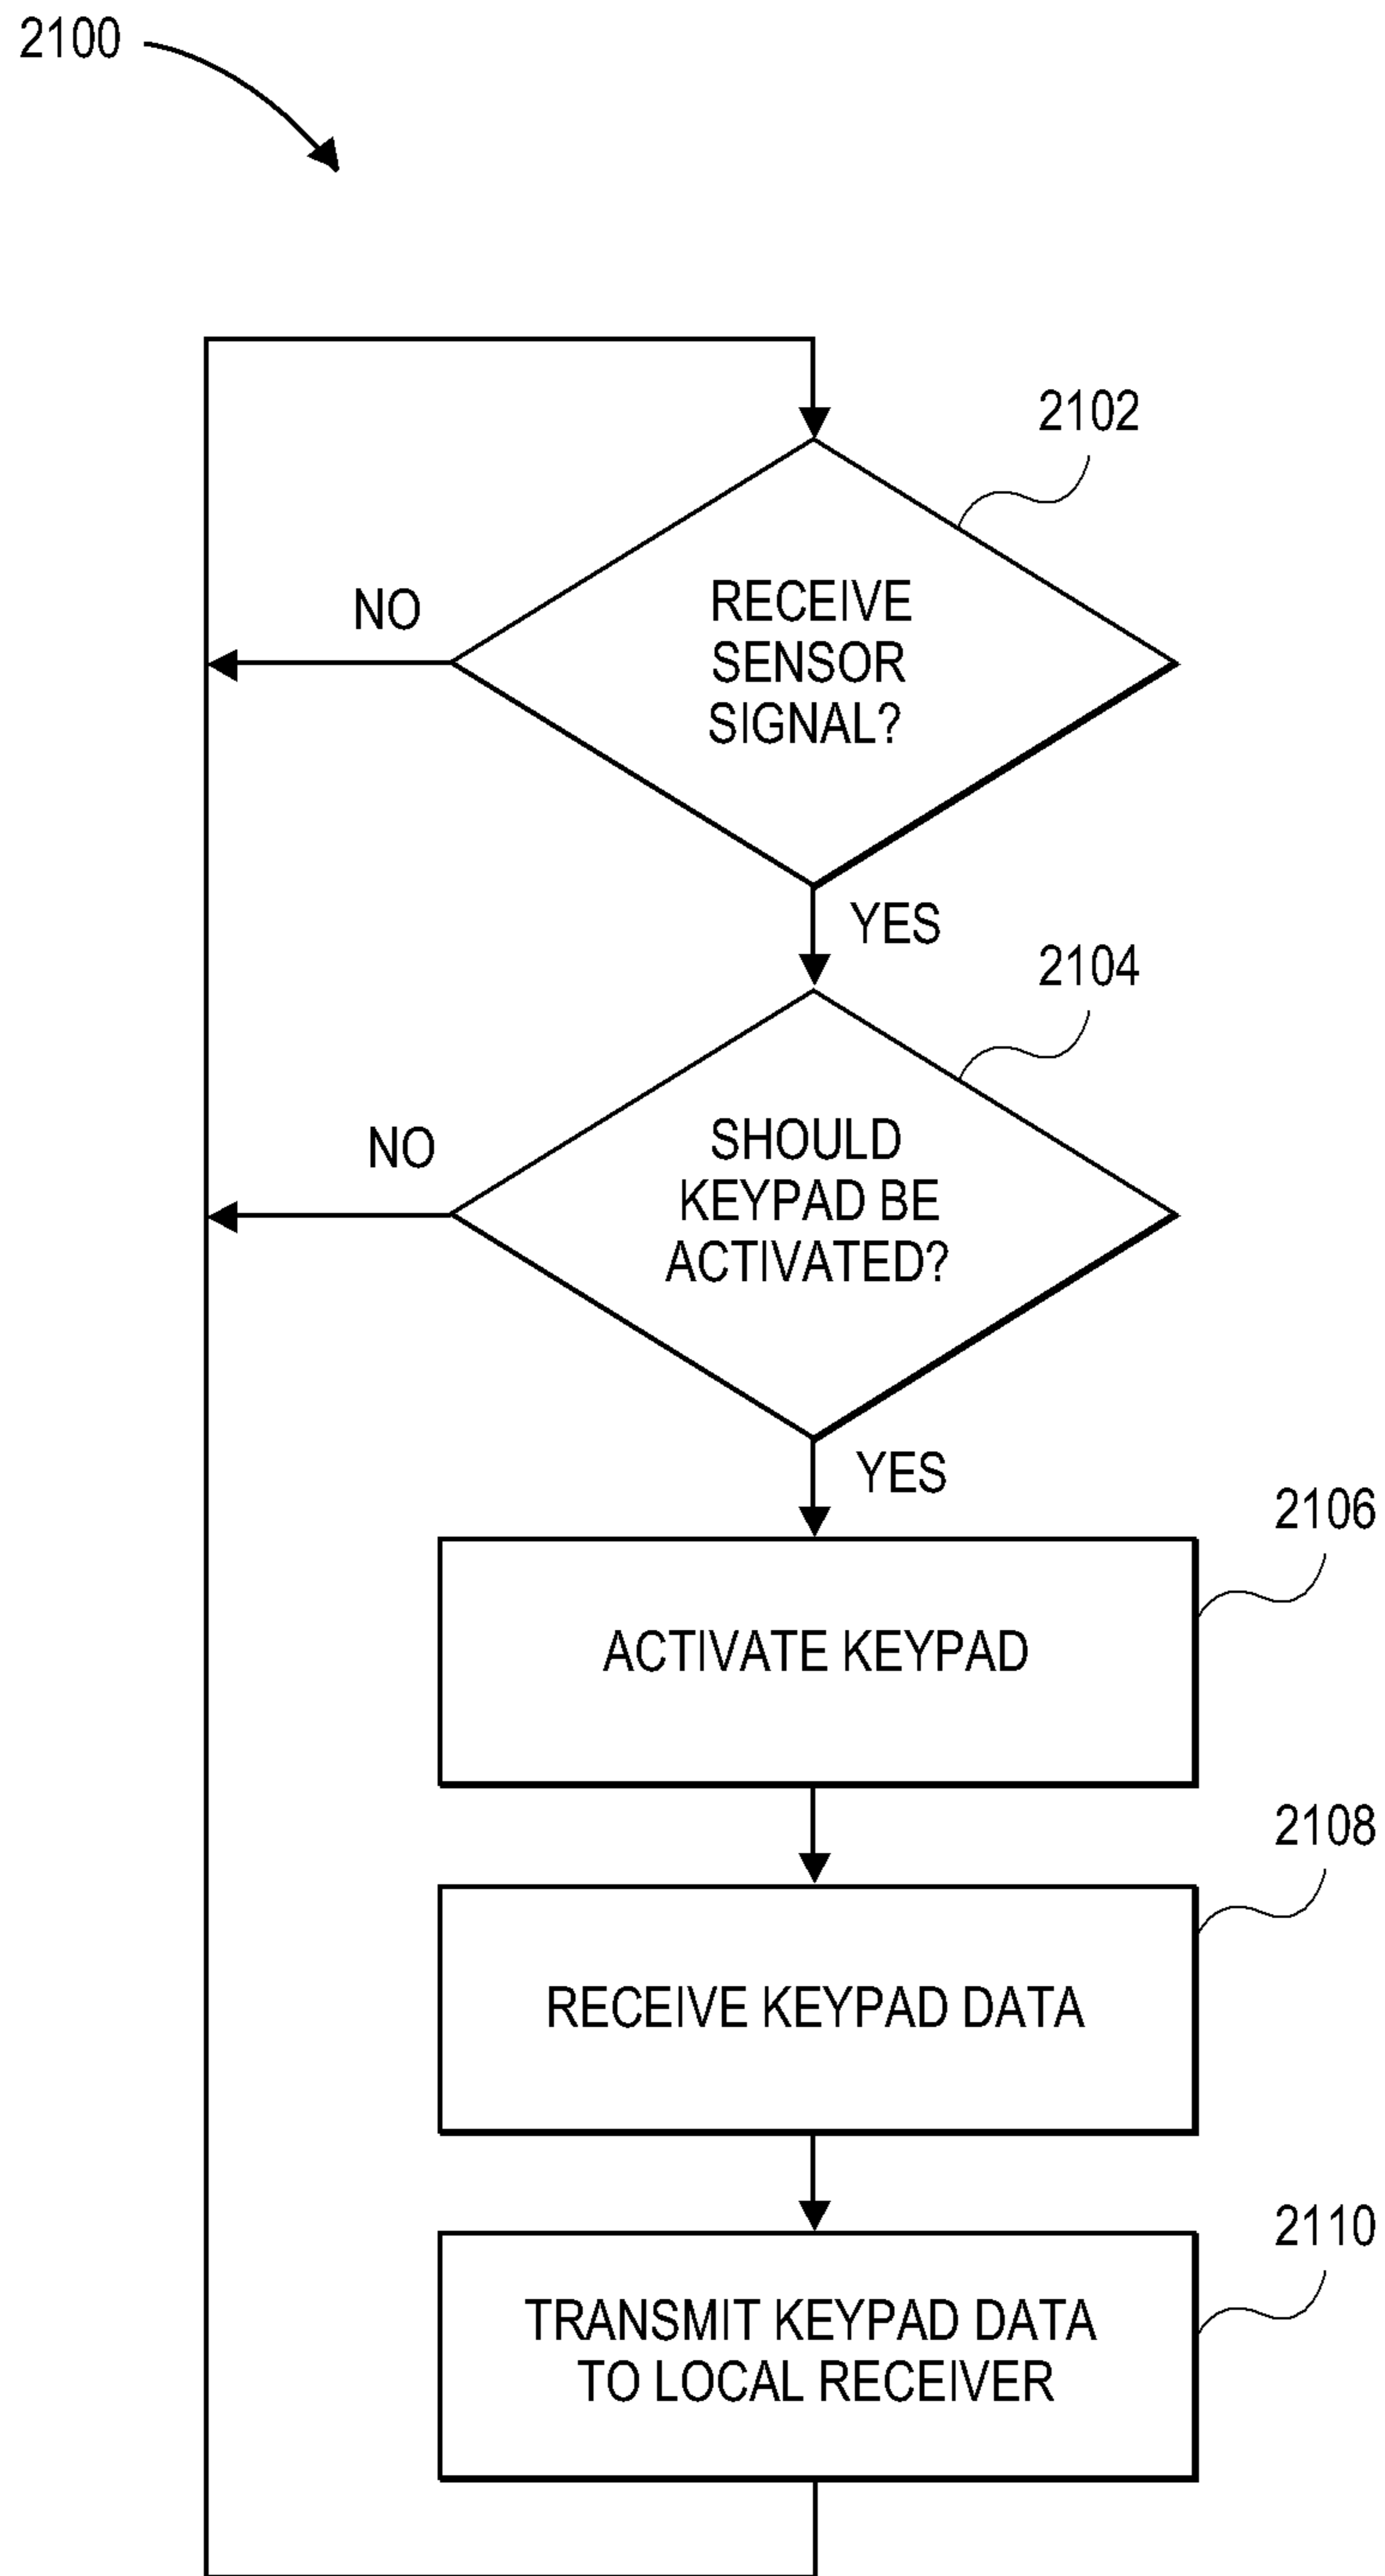 2100
2102
RECEIVE
SENSOR
SIGNAL?
NO
YES
2104
SHOULD
KEYPAD BE
ACTIVATED?
NO
YES
2106
ACTIVATE KEYPAD
2108
RECEIVE KEYPAD DATA
2110
TRANSMIT KEYPAD DATA
TO LOCAL RECEIVER